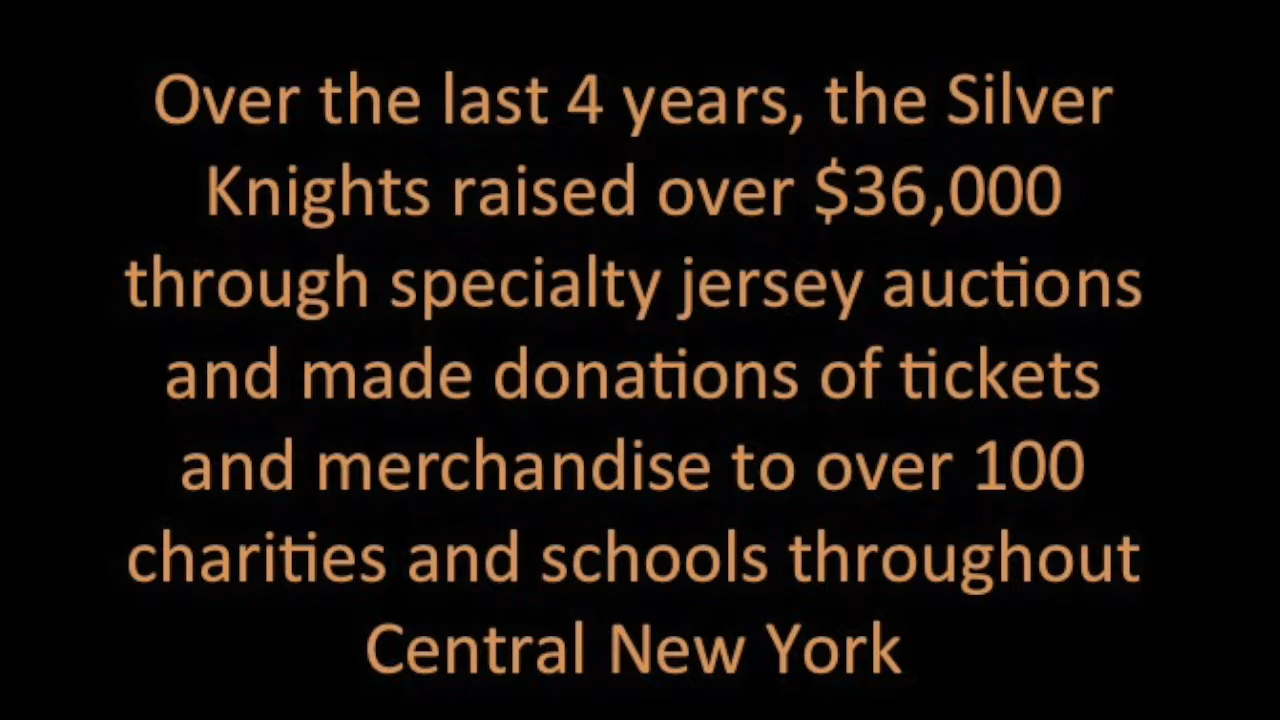 Over the last 4 years, the Silver
Knights raised over $36,000
through specialty jersey auctions
and made donations of tickets
and merchandise to over 100
charities and schools throughout
Central New York